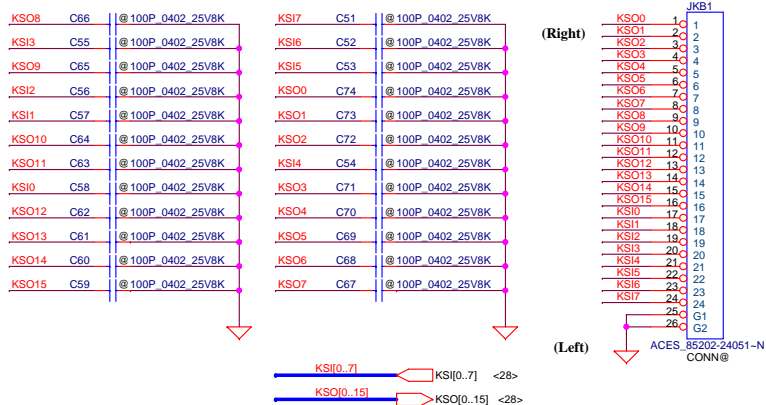 KSO8 C66 @100P_0402_25V8K
KSI3 C55 @100P_0402_25V8K
KSO9 C65 @100P_0402_25V8K
KSI2 C56 @100P_0402_25V8K
KSI1 C57 @100P_0402_25V8K
KSO10 C64 @100P_0402_25V8K
KSO11 C63 @100P_0402_25V8K
KSI0 C58 @100P_0402_25V8K
KSO12 C62 @100P_0402_25V8K
KSO13 C61 @100P_0402_25V8K
KSO14 C60 @100P_0402_25V8K
KSO15 C59 @100P_0402_25V8K
KSI7 C51 @100P_0402_25V8K
KSI6 C52 @100P_0402_25V8K
KSI5 C53 @100P_0402_25V8K
KSO0 C74 @100P_0402_25V8K
KSO1 C73 @100P_0402_25V8K
KSO2 C72 @100P_0402_25V8K
KSI4 C54 @100P_0402_25V8K
KSO3 C71 @100P_0402_25V8K
KSO4 C70 @100P_0402_25V8K
KSO5 C69 @100P_0402_25V8K
KSO6 C68 @100P_0402_25V8K
KSO7 C67 @100P_0402_25V8K
KSI[0..7] KSI[0..7] <28>
KSO[0..15] KSO[0..15] <28>
(Right)
JKB1
KSO0 1 1
KSO1 2 2
KSO2 3 3
KSO3 4 4
KSO4 5 5
KSO5 6 6
KSO6 7 7
KSO7 8 8
KSO8 9 9
KSO9 10 10
KSO10 11 11
KSO11 12 12
KSO12 13 13
KSO13 14 14
KSO14 15 15
KSO15 16 16
KSI0 17 17
KSI1 18 18
KSI2 19 19
KSI3 20 20
KSI4 21 21
KSI5 22 22
KSI6 23 23
KSI7 24 24
25 G1
26 G2
(Left)
ACES_85202-24051~N
CONN@